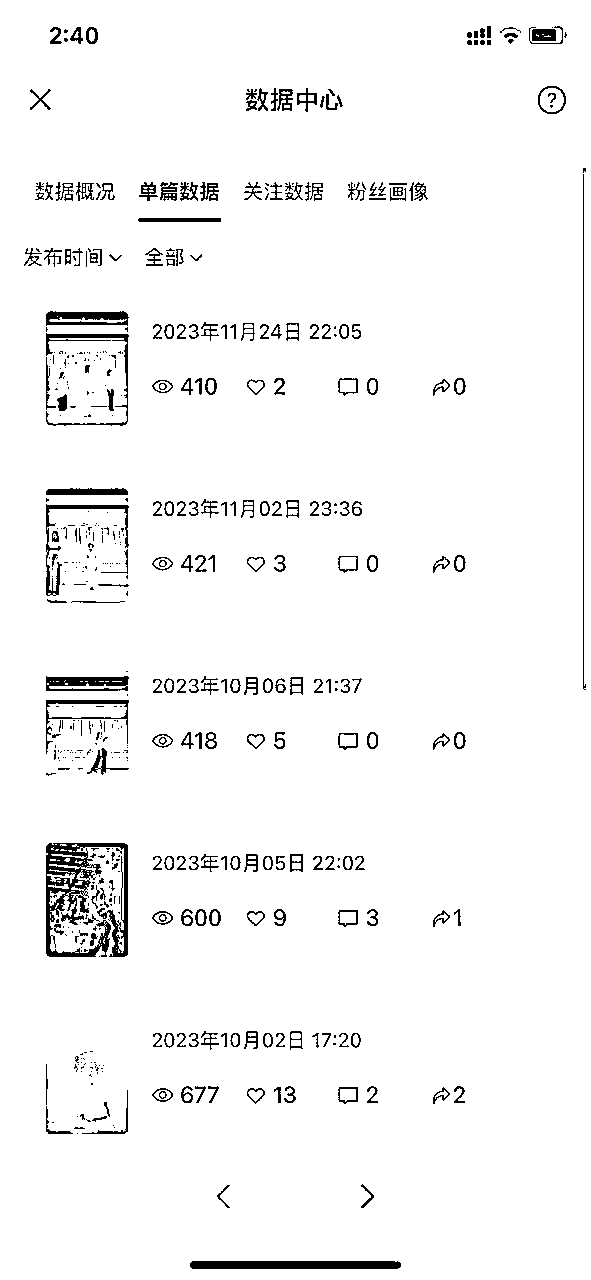 2:40
数据中心
数据概况 单篇数据 关注数据 粉丝画像
发布时间 全部
2023年11月24日 22:05
410 2 0 0
2023年11月02日 23:36
421 3 0 0
2023年10月06日 21:37
418 5 0 0
2023年10月05日 22:02
600 9 3 1
2023年10月02日 17:20
677 13 2 2